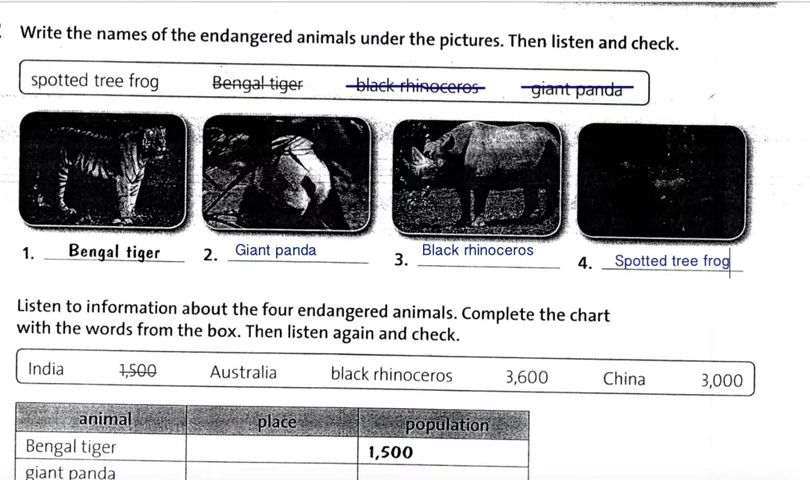 Write the names of the endangered animals under the pictures. Then listen and check.
spotted tree frog Bengal tiger black rhinoceros giant panda
1. Bengal tiger 2. Giant panda 3. Black rhinoceros 4. Spotted tree frog
Listen to information about the four endangered animals. Complete the chart
with the words from the box. Then listen again and check.
India 1,500 Australia black rhinoceros 3,600 China 3,000
animal place population
Bengal tiger 1,500
giant panda